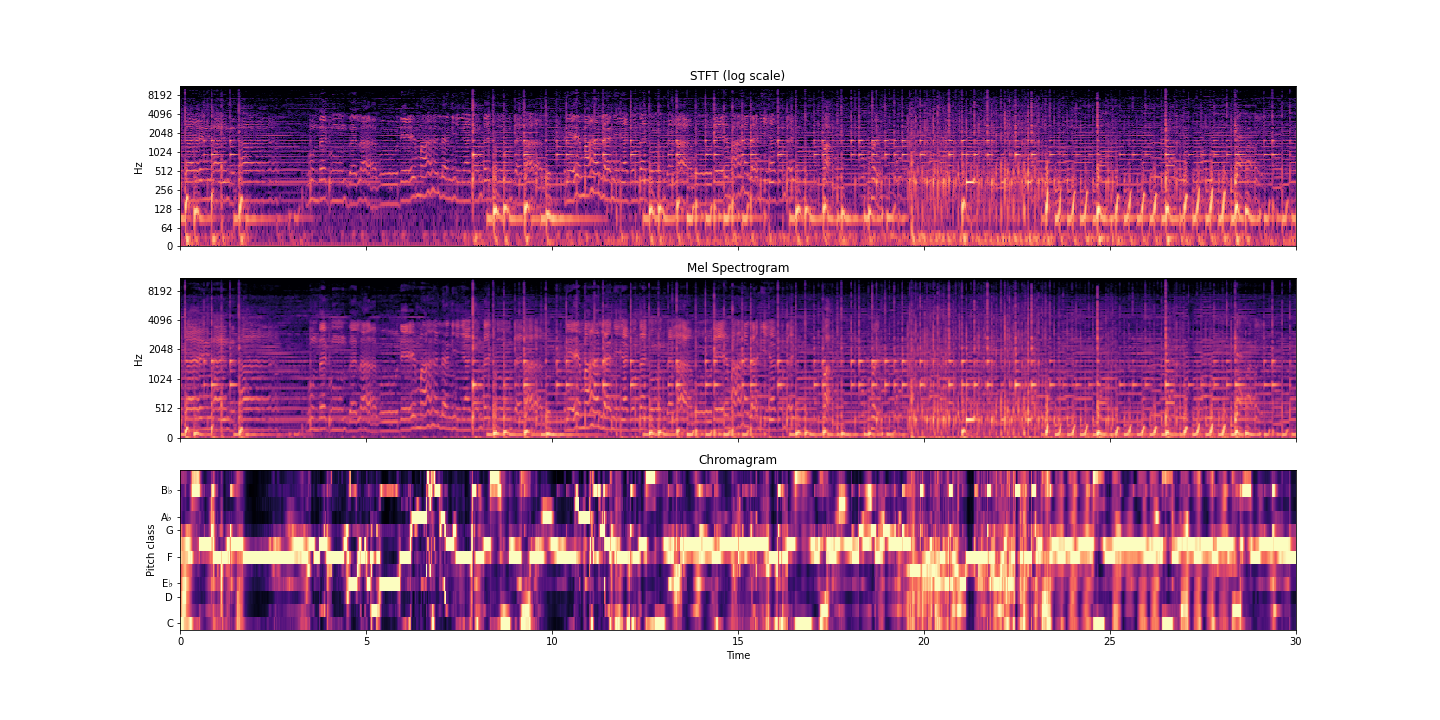 STFT (log scale)
8192
4096
2048
1024
512
256
128
64
0
Hz
Mel Spectrogram
8192
4096
2048
1024
512
0
Hz
Chromagram
B♭
A♭
G
F
E♭
D
C
Pitch class
0 5 10 15 20 25 30
Time